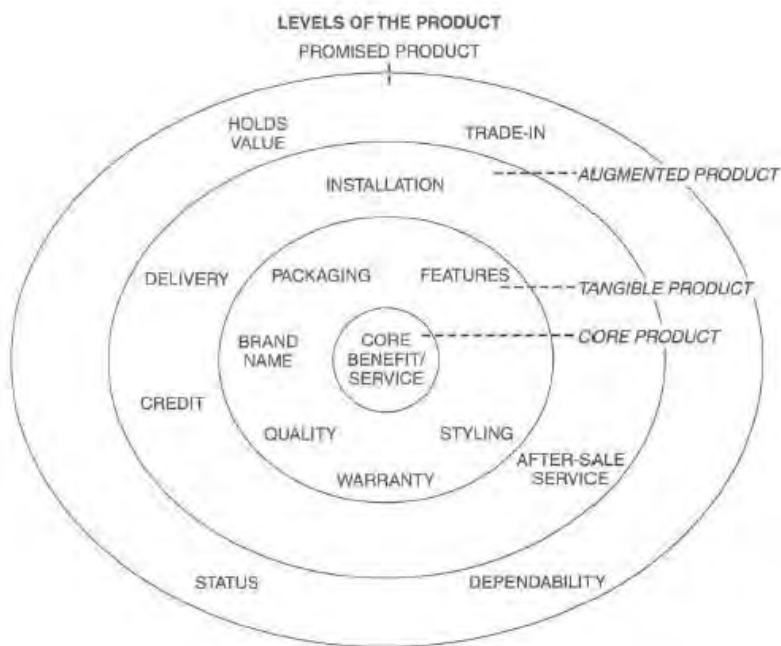 LEVELS OF THE PRODUCT
PROMISED PRODUCT
HOLDS
VALUE
TRADE-IN
AUGMENTED PRODUCT
INSTALLATION
DELIVERY
PACKAGING
FEATURES
TANGIBLE PRODUCT
BRAND
NAME
CORE
BENEFIT/
SERVICE
CORE PRODUCT
CREDIT
QUALITY
STYLING
WARRANTY
AFTER-SALE
SERVICE
STATUS
DEPENDABILITY